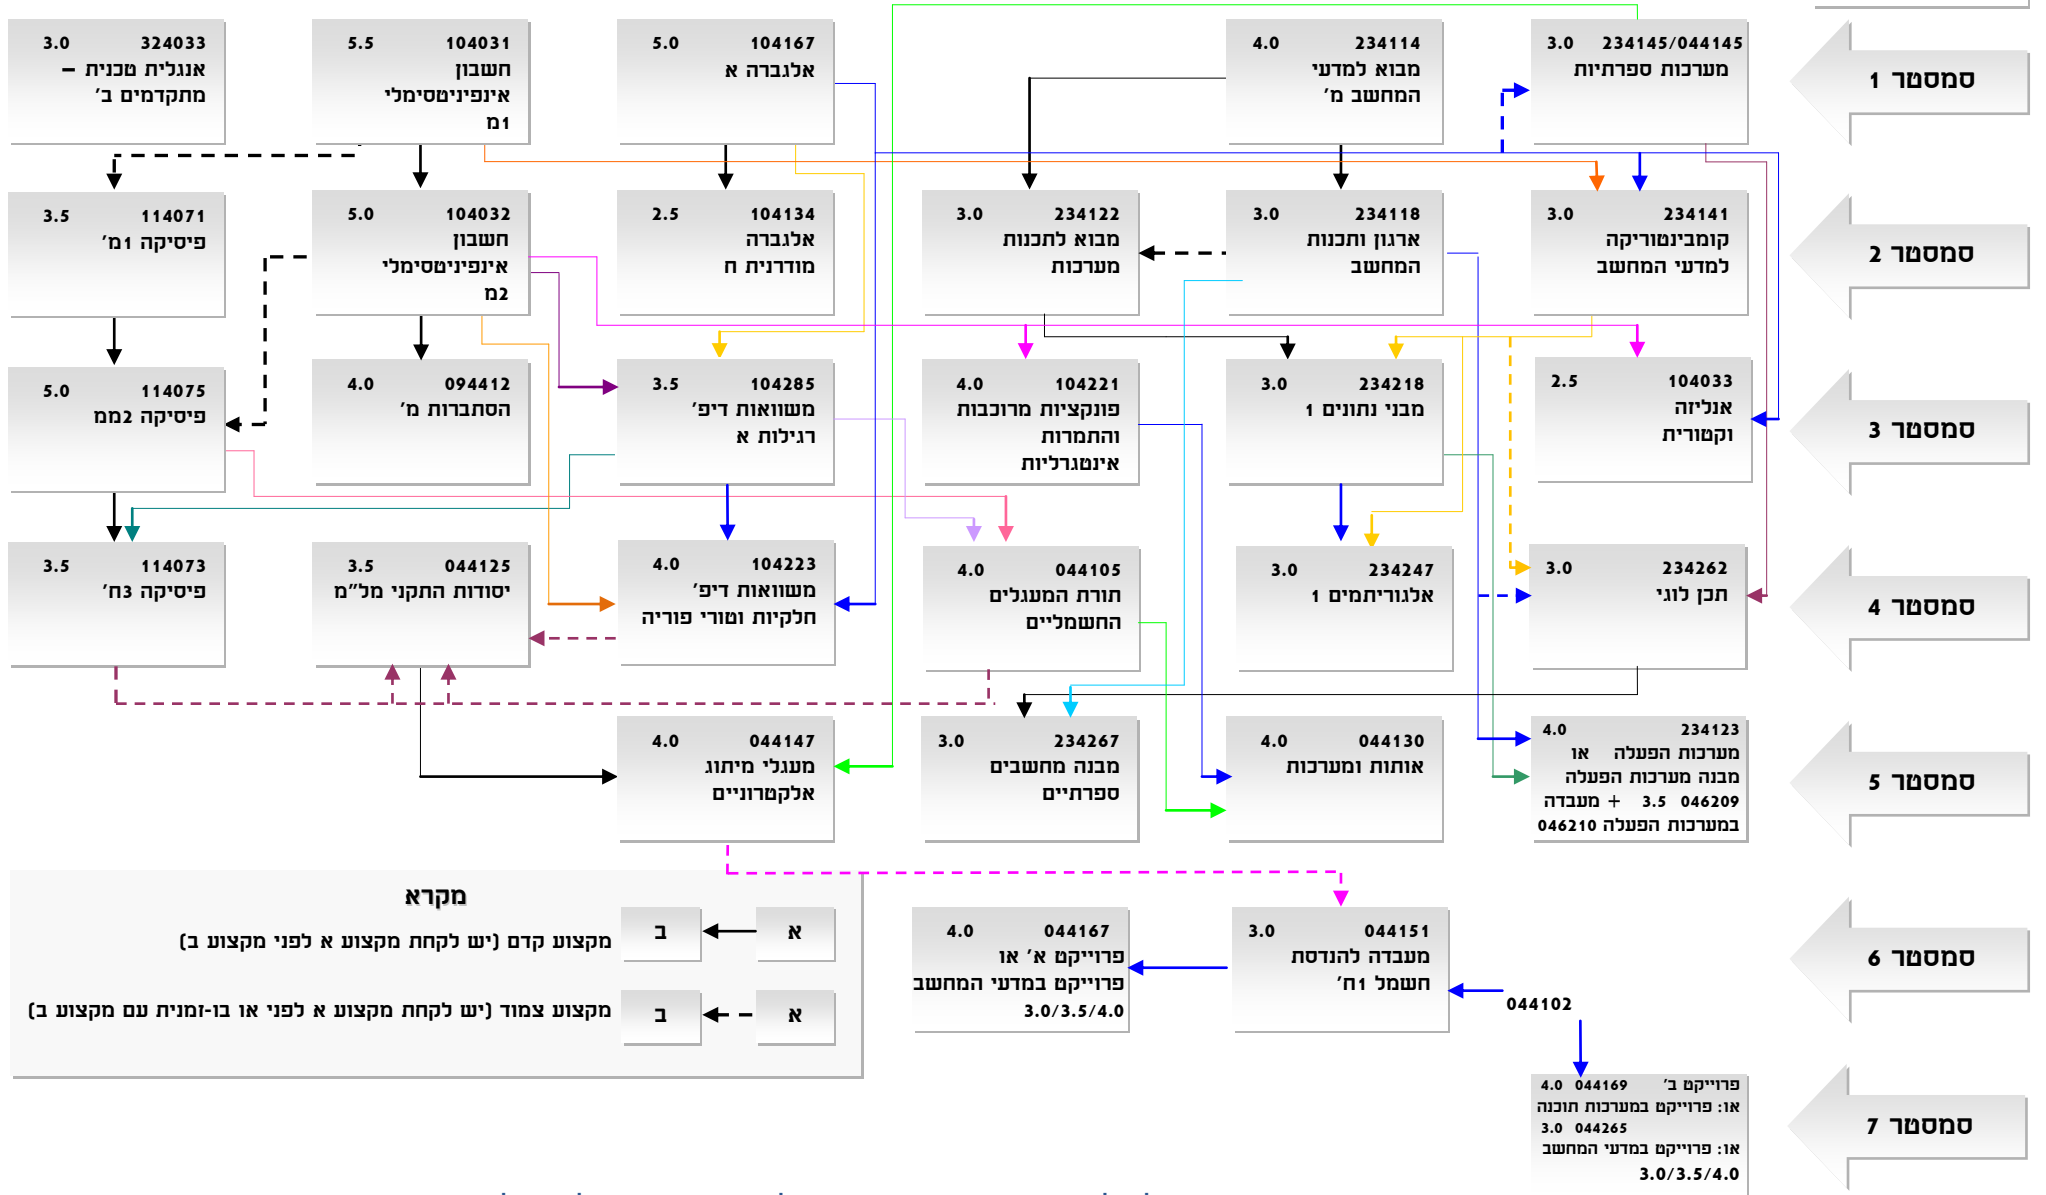 סמסטר 1
234145/044145 3.0
מערכות ספרתיות
234114 4.0
מבוא למדעי
המחשב מ'
104167 5.0
אלגברה א
104031 5.5
חשבון
אינפיניטסימלי
1מ
324033 3.0
אנגלית טכנית –
מתקדמים ב'
סמסטר 2
234141 3.0
קומבינטוריקה
למדעי המחשב
234118 3.0
ארגון ותכנות
המחשב
234122 3.0
מבוא לתכנות
מערכות
104134 2.5
אלגברה
מודרנית ח
104032 5.0
חשבון
אינפיניטסימלי
2מ
114071 3.5
פיסיקה 1מ'
סמסטר 3
104033 2.5
אנליזה
וקטורית
234218 3.0
מבני נתונים 1
104221 4.0
פונקציות מרוכבות
והתמרות
אינטגרליות
104285 3.5
משוואות דיפ'
רגילות א
094412 4.0
הסתברות מ'
114075 5.0
פיסיקה 2ממ
סמסטר 4
234262 3.0
תכן לוגי
234247 3.0
אלגוריתמים 1
044105 4.0
תורת המעגלים
החשמליים
104223 4.0
משוואות דיפ'
חלקיות וטורי פוריה
044125 3.5
יסודות התקני מל"מ
114073 3.5
פיסיקה 3ח'
סמסטר 5
234123 4.0
מערכות הפעלה או
מבנה מערכות הפעלה
046209 3.5 + מעבדה
במערכות הפעלה 046210
044130 4.0
אותות ומערכות
234267 3.0
מבנה מחשבים
ספרתיים
044147 4.0
מעגלי מיתוג
אלקטרוניים
סמסטר 6
044102
044151 3.0
מעבדה להנדסת
חשמל 1ח'
044167 4.0
פרוייקט א' או
פרוייקט במדעי המחשב
3.0/3.5/4.0
מקרא
א
ב
מקצוע קדם (יש לקחת מקצוע א לפני מקצוע ב)
א
ב
מקצוע צמוד (יש לקחת מקצוע א לפני או בו-זמנית עם מקצוע ב)
סמסטר 7
פרוייקט ב' 044169 4.0
או: פרוייקט במערכות תוכנה
044265 3.0
או: פרוייקט במדעי המחשב
3.0/3.5/4.0